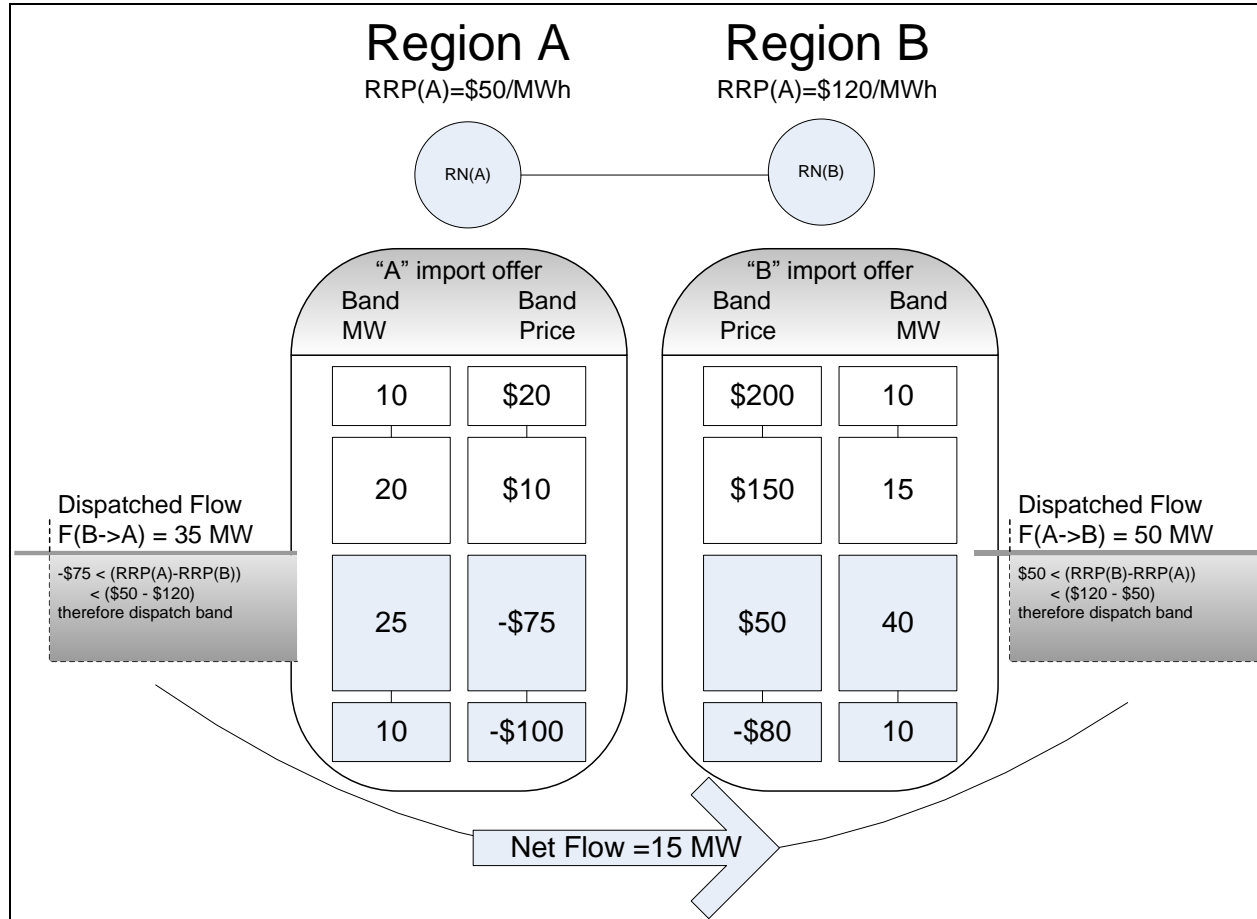 Region A
RRP(A)=$50/MWh
Region B
RRP(A)=$120/MWh
RN(A)
RN(B)
“A” import offer
Band
MW
Band
Price
10
$20
20
$10
25
-$75
10
-$100
“B” import offer
Band
Price
Band
MW
$200
10
$150
15
$50
40
-$80
10
Dispatched Flow
F(B->A) = 35 MW
-$75 < (RRP(A)-RRP(B))
< ($50 - $120)
therefore dispatch band
Dispatched Flow
F(A->B) = 50 MW
$50 < (RRP(B)-RRP(A))
< ($120 - $50)
therefore dispatch band
Net Flow =15 MW